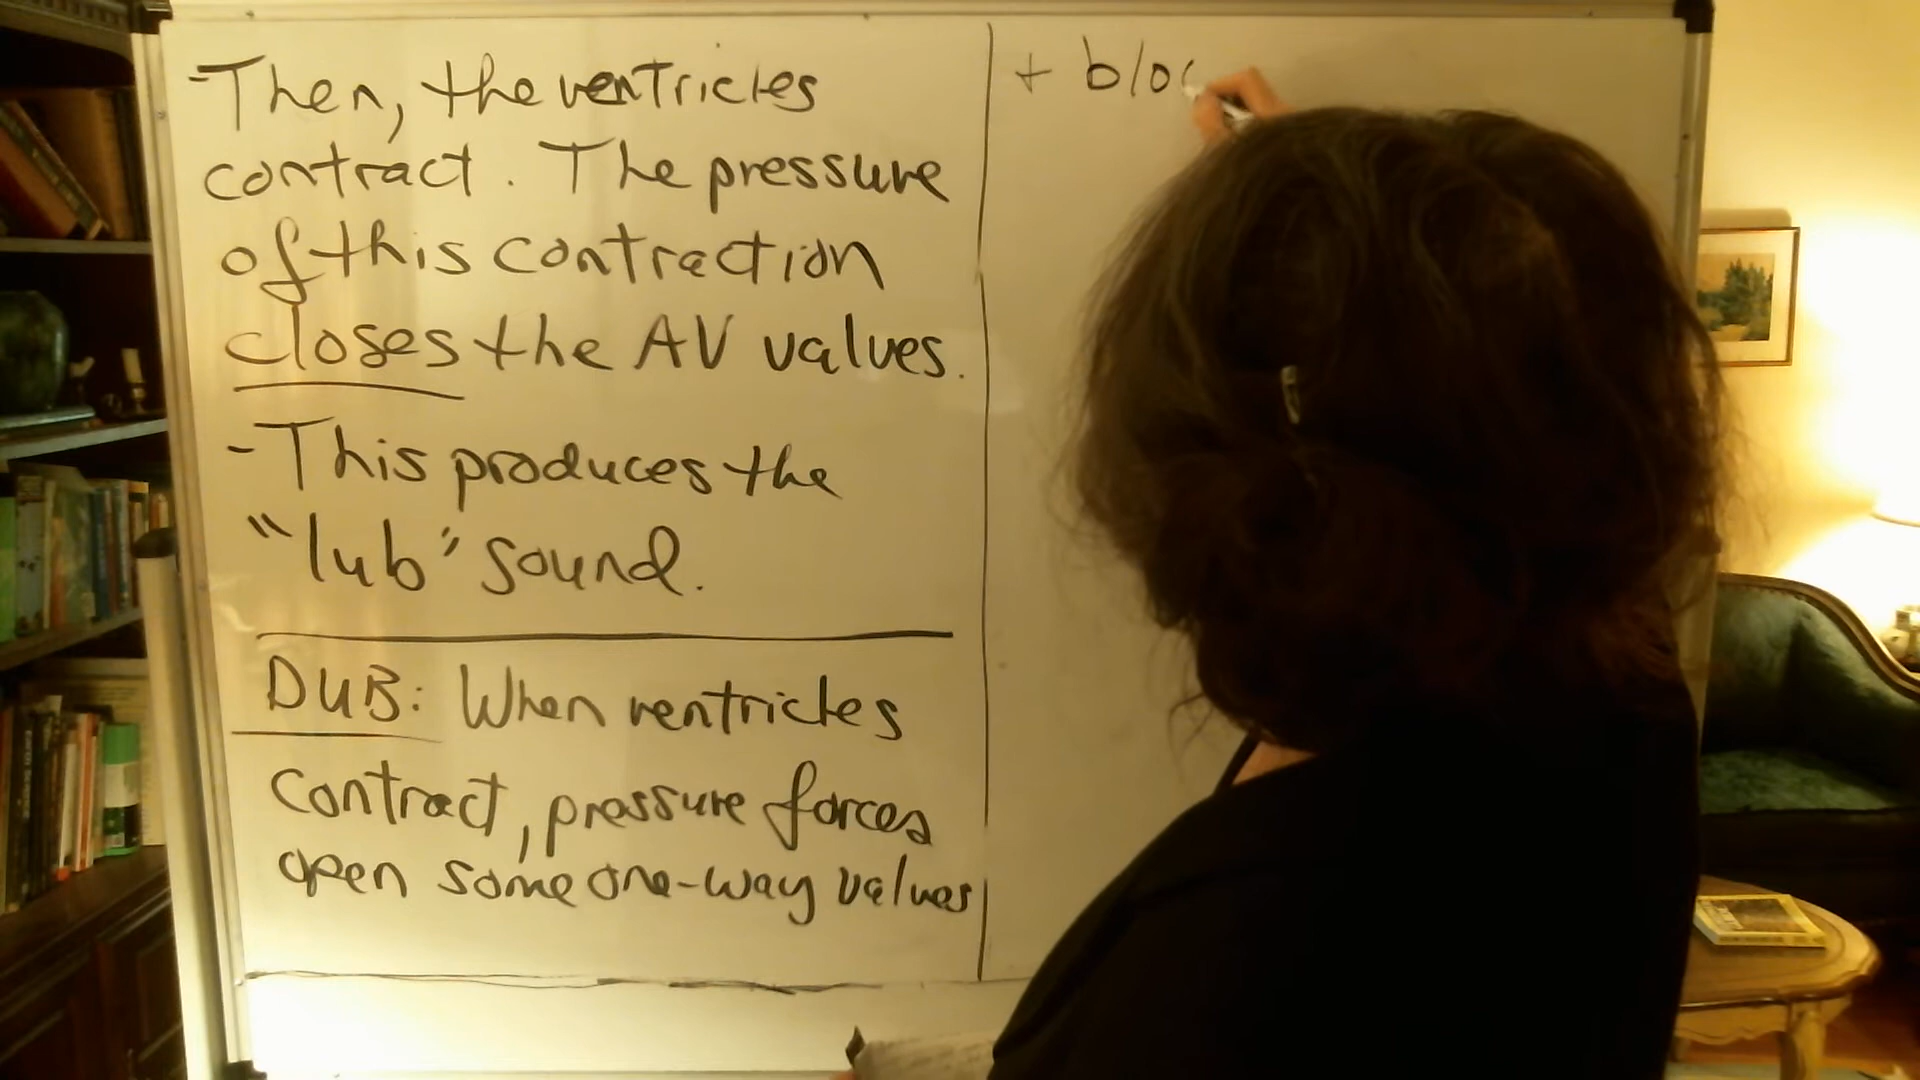 -Then, the ventricles
contract. The pressure
of this contraction
closes the AV valves.
- This produces the
"lub" sound.
DUB: When ventricles
contract, pressure forces
open some one-way valves
+ bloo